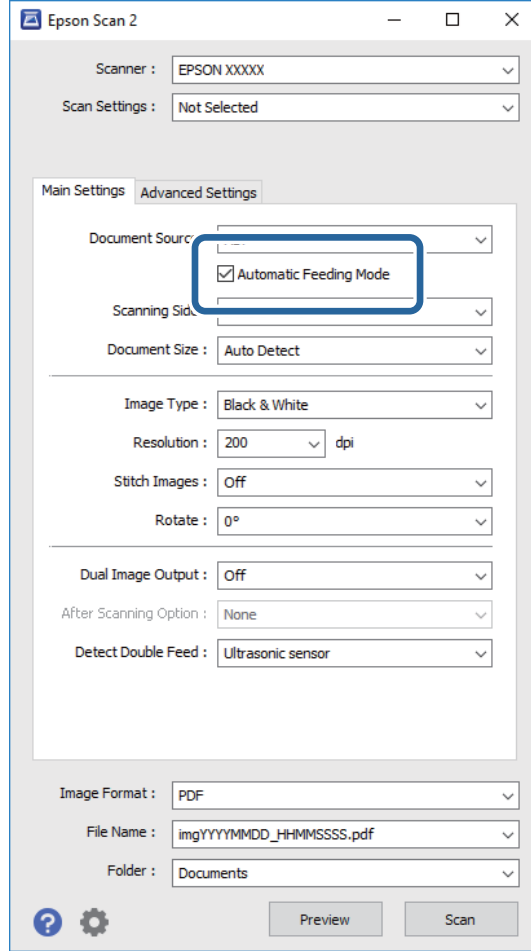 Epson Scan 2
Scanner : EPSON XXXXX
Scan Settings : Not Selected
Main Settings Advanced Settings
Document
Automatic Feeding Mode
Scanning
Document Size : Auto Detect
Image Type : Black & White
Resolution : 200 dpi
Stitch Images : Off
Rotate : 0°
Dual Image Output : Off
After Scanning Option : None
Detect Double Feed : Ultrasonic sensor
Image Format : PDF
File Name : imgYYYYMMDD_HHMMSSSS.pdf
Folder : Documents
? Preview Scan